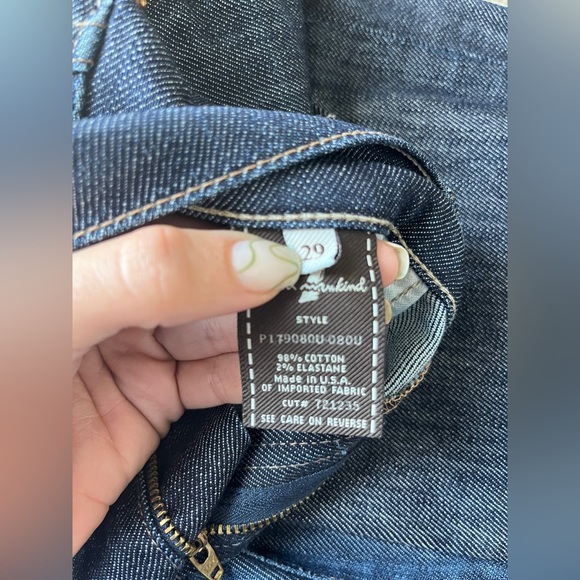 29
mankind
STYLE
P179080U-080U
98% COTTON
2% ELASTANE
MADE IN U.S.A.
OF IMPORTED FABRIC
CUT# 721235
SEE CARE ON REVERSE